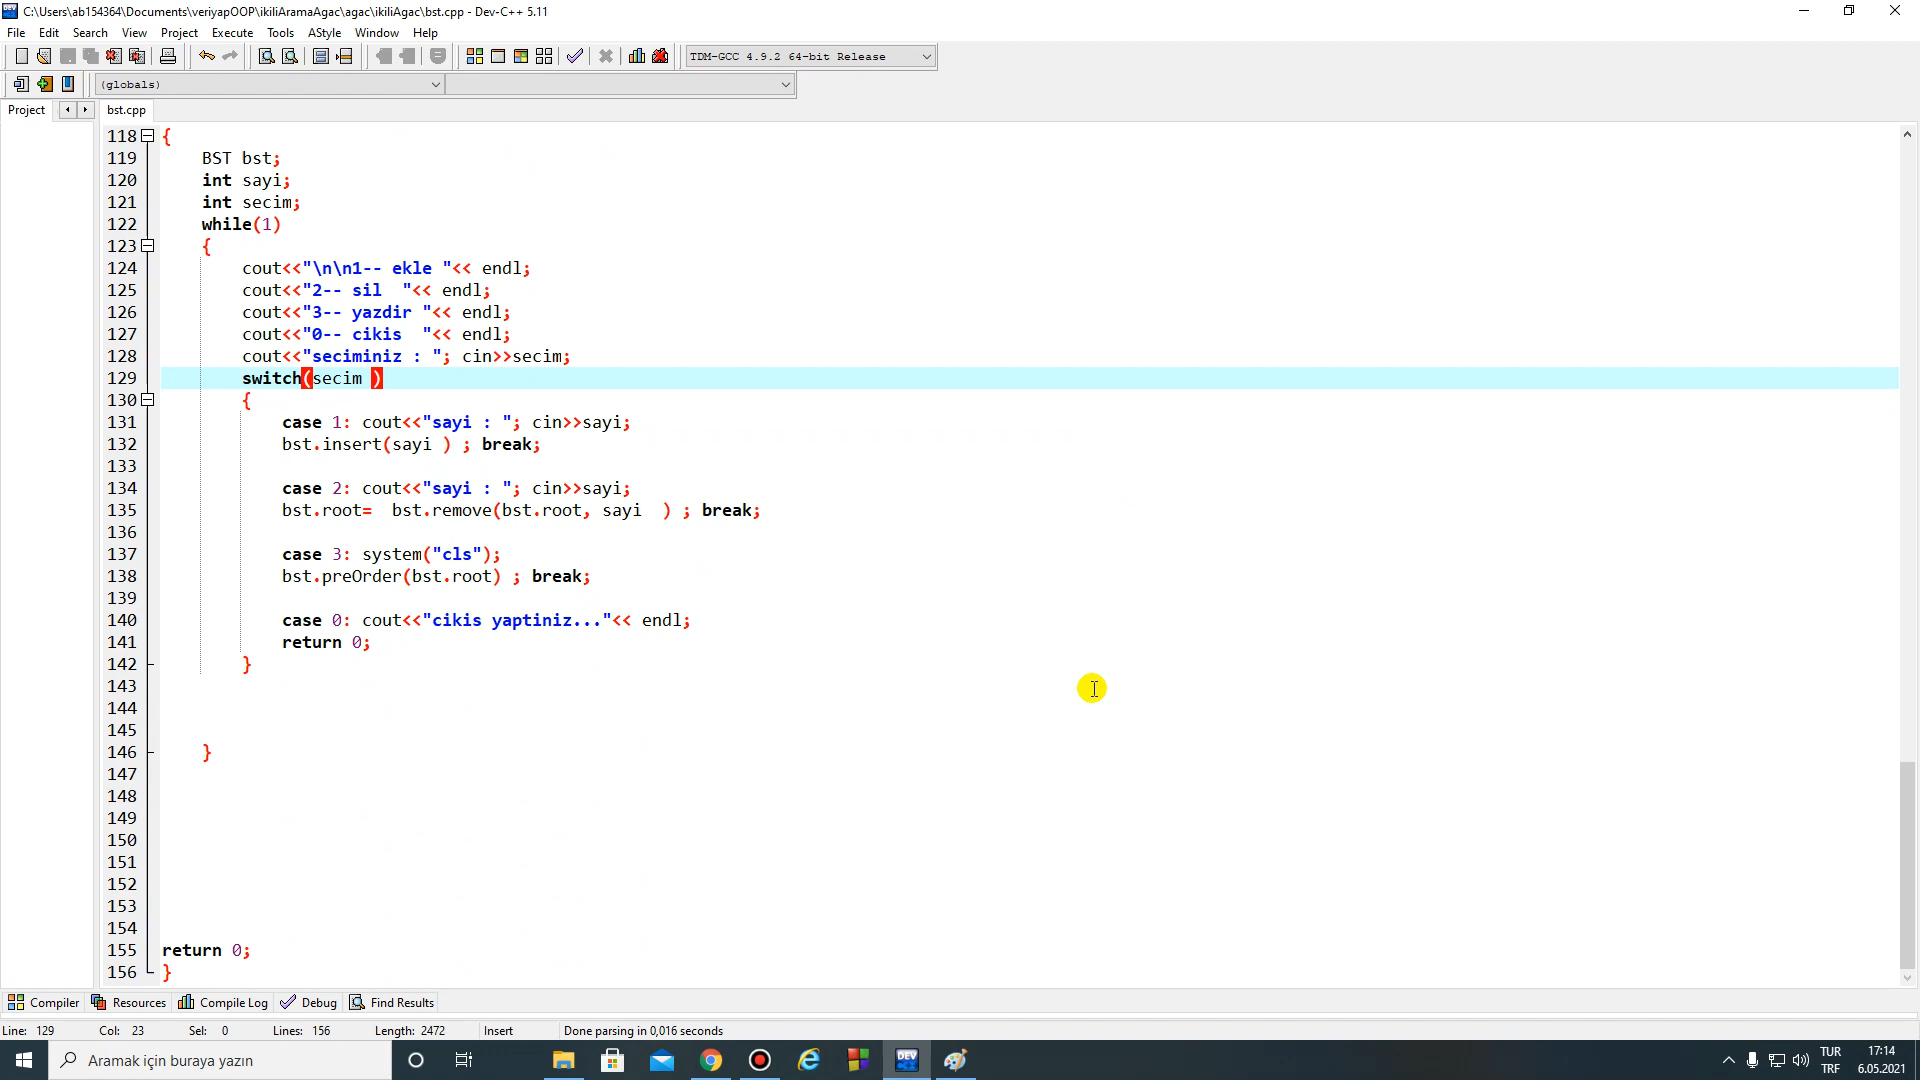 C:\Users\ab154364\Documents\veriyapOOP\ikiliAramaAgac\agac\ikiliAgac\bst.cpp - Dev-C++ 5.11
File Edit Search View Project Execute Tools AStyle Window Help
TDM-GCC 4.9.2 64-bit Release
(globals)
Project bst.cpp
118 {
119 BST bst;
120 int sayi;
121 int secim;
122 while(1)
123 {
124 cout<<"\n\n1-- ekle "<< endl;
125 cout<<"2-- sil  "<< endl;
126 cout<<"3-- yazdir "<< endl;
127 cout<<"0-- cikis  "<< endl;
128 cout<<"seciminiz : "; cin>>secim;
129 switch(secim )
130 {
131 case 1: cout<<"sayi : "; cin>>sayi;
132 bst.insert(sayi ) ; break;
133
134 case 2: cout<<"sayi : "; cin>>sayi;
135 bst.root=  bst.remove(bst.root, sayi  ) ; break;
136
137 case 3: system("cls");
138 bst.preOrder(bst.root) ; break;
139
140 case 0: cout<<"cikis yaptiniz..."<< endl;
141 return 0;
142 }
143
144
145
146 }
147
148
149
150
151
152
153
154
155 return 0;
156 }
Compiler Resources Compile Log Debug Find Results
Line: 129 Col: 23 Sel: 0 Lines: 156 Length: 2472 Insert Done parsing in 0,016 seconds
Aramak için buraya yazın
DEV
TUR
TRF
17:14
6.05.2021